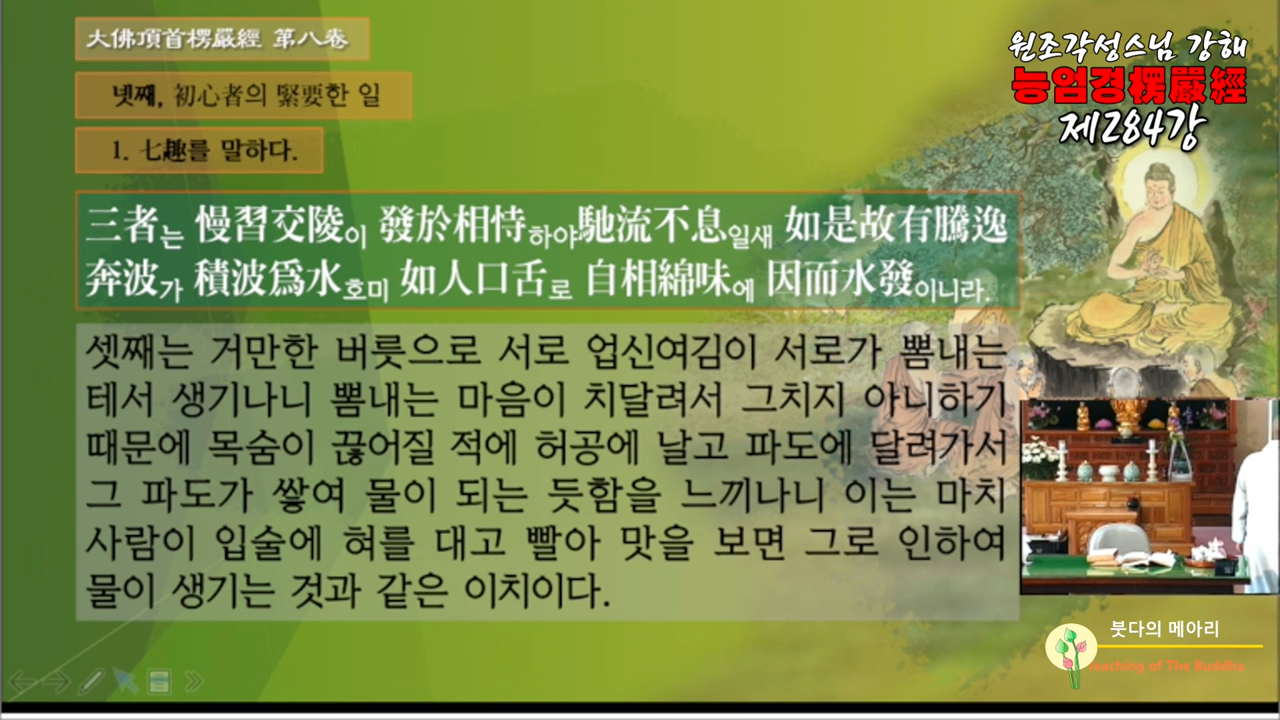 大佛頂首楞嚴經 第八卷
넷째, 初心者의 緊要한 일
1. 七趣를 말하다.
三者는 慢習交陵이 發於相恃하야馳流不息일새 如是故有騰逸
奔波가 積波爲水호미 如人口舌로 自相綿味에 因而水發이니라.
셋째는 거만한 버릇으로 서로 업신여김이 서로가 뽐내는
테서 생기나니 뽐내는 마음이 치달려서 그치지 아니하기
때문에 목숨이 끊어질 적에 허공에 날고 파도에 달려가서
그 파도가 쌓여 물이 되는 듯함을 느끼나니 이는 마치
사람이 입술에 혀를 대고 빨아 맛을 보면 그로 인하여
물이 생기는 것과 같은 이치이다.
원조각성스님 강해
능엄경楞嚴經
제284강
붓다의 메아리
Teaching of The Buddha